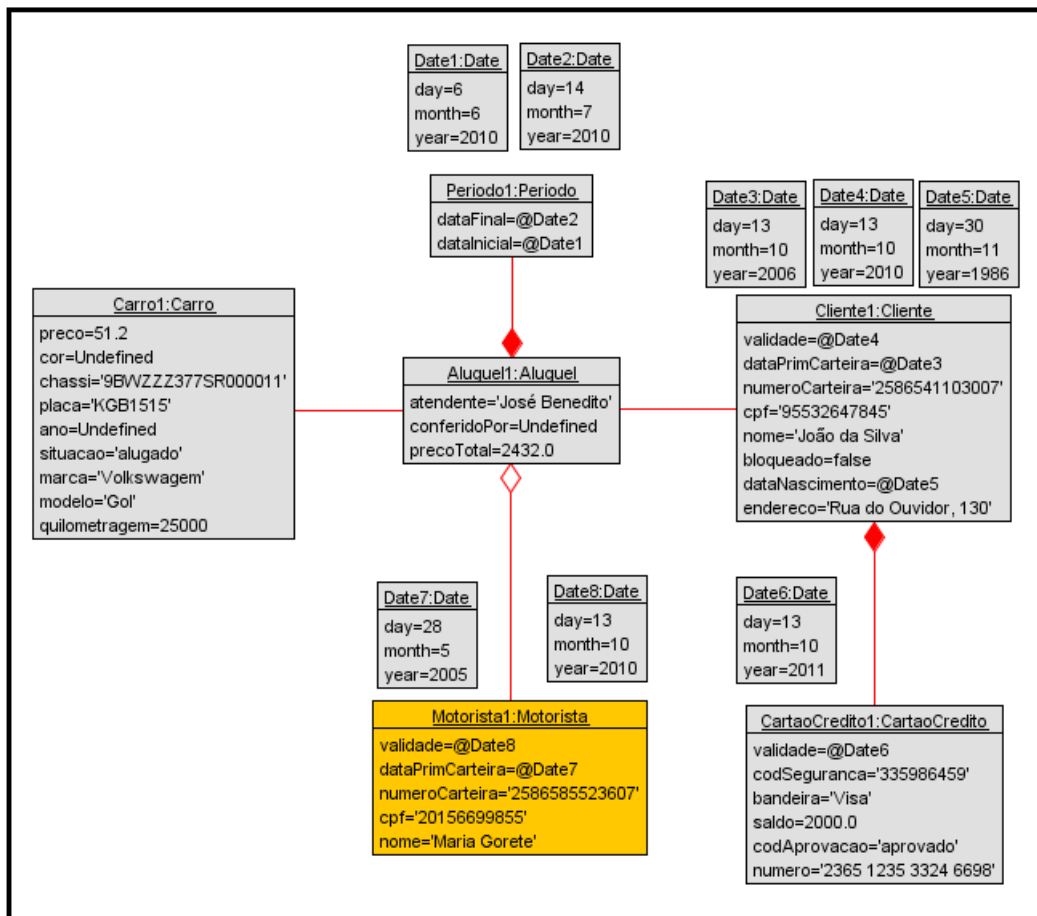 Date1:Date
day=6
month=6
year=2010
Date2:Date
day=14
month=7
year=2010
Periodo1:Periodo
dataFinal=@Date2
dataInicial=@Date1
Date3:Date
day=13
month=10
year=2006
Date4:Date
day=13
month=10
year=2010
Date5:Date
day=30
month=11
year=1986
Carro1:Carro
preco=51.2
cor=Undefined
chassi='9BWZZZ377SR000011'
placa='KGB1515'
ano=Undefined
situacao='alugado'
marca='Volkswagem'
modelo='Gol'
quilometragem=25000
Aluguel1:Aluguel
atendente='José Benedito'
conferidoPor=Undefined
precoTotal=2432.0
Cliente1:Cliente
validade=@Date4
dataPrimCarteira=@Date3
numeroCarteira='2586541103007'
cpf='95532647845'
nome='João da Silva'
bloqueado=false
dataNascimento=@Date5
endereco='Rua do Ouvidor, 130'
Date7:Date
day=28
month=5
year=2005
Date8:Date
day=13
month=10
year=2010
Date6:Date
day=13
month=10
year=2011
Motorista1:Motorista
validade=@Date8
dataPrimCarteira=@Date7
numeroCarteira='2586585523607'
cpf='20156699855'
nome='Maria Gorete'
CartaoCredito1:CartaoCredito
validade=@Date6
codSeguranca='335986459'
bandeira='Visa'
saldo=2000.0
codAprovacao='aprovado'
numero='2365 1235 3324 6698'